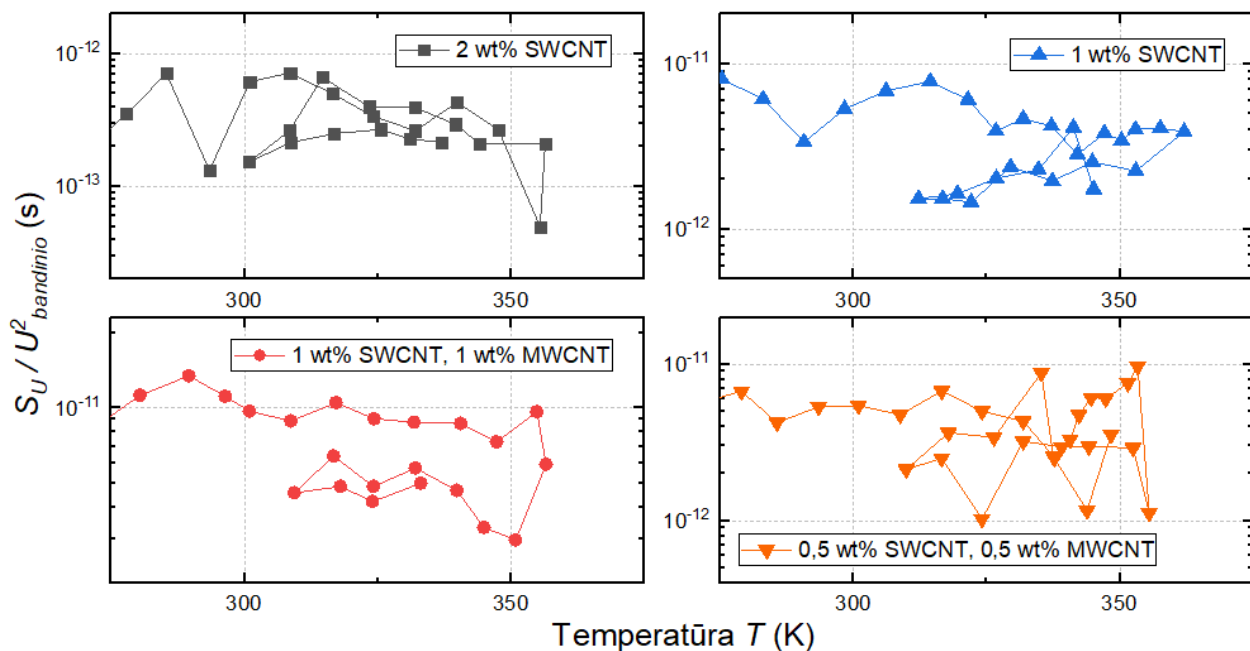 S_U / U²_bandinio (s)
10⁻¹²
10⁻¹³
2 wt% SWCNT
300
350
10⁻¹¹
10⁻¹²
1 wt% SWCNT
300
350
10⁻¹¹
1 wt% SWCNT, 1 wt% MWCNT
300
350
10⁻¹¹
10⁻¹²
0,5 wt% SWCNT, 0,5 wt% MWCNT
300
350
Temperatūra T (K)